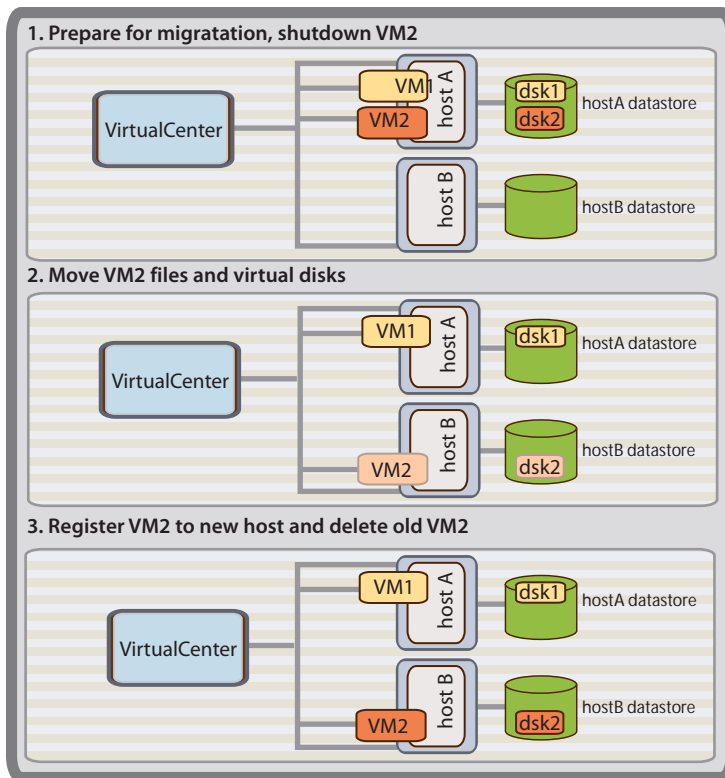 1. Prepare for migratation, shutdown VM2
VirtualCenter
VM1
VM2
host A
dsk1
dsk2
hostA datastore
host B
hostB datastore
2. Move VM2 files and virtual disks
VirtualCenter
VM1
host A
dsk1
hostA datastore
VM2
host B
dsk2
hostB datastore
3. Register VM2 to new host and delete old VM2
VirtualCenter
VM1
host A
dsk1
hostA datastore
VM2
host B
dsk2
hostB datastore